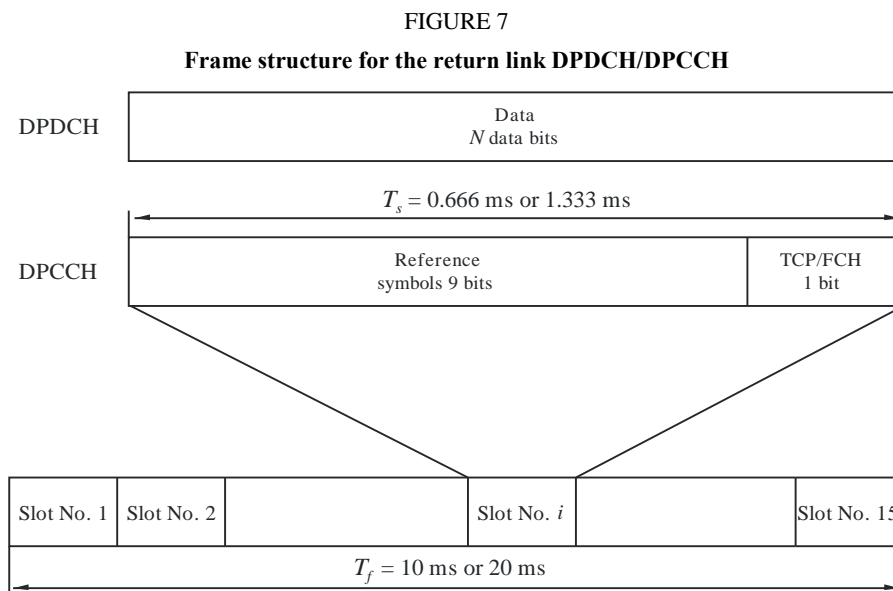 FIGURE 7
Frame structure for the return link DPDCH/DPCCH
DPDCH
Data
N data bits
T_s = 0.666 ms or 1.333 ms
DPCCH
Reference
symbols 9 bits
TCP/FCH
1 bit
Slot No. 1
Slot No. 2
Slot No. i
Slot No. 15
T_f = 10 ms or 20 ms